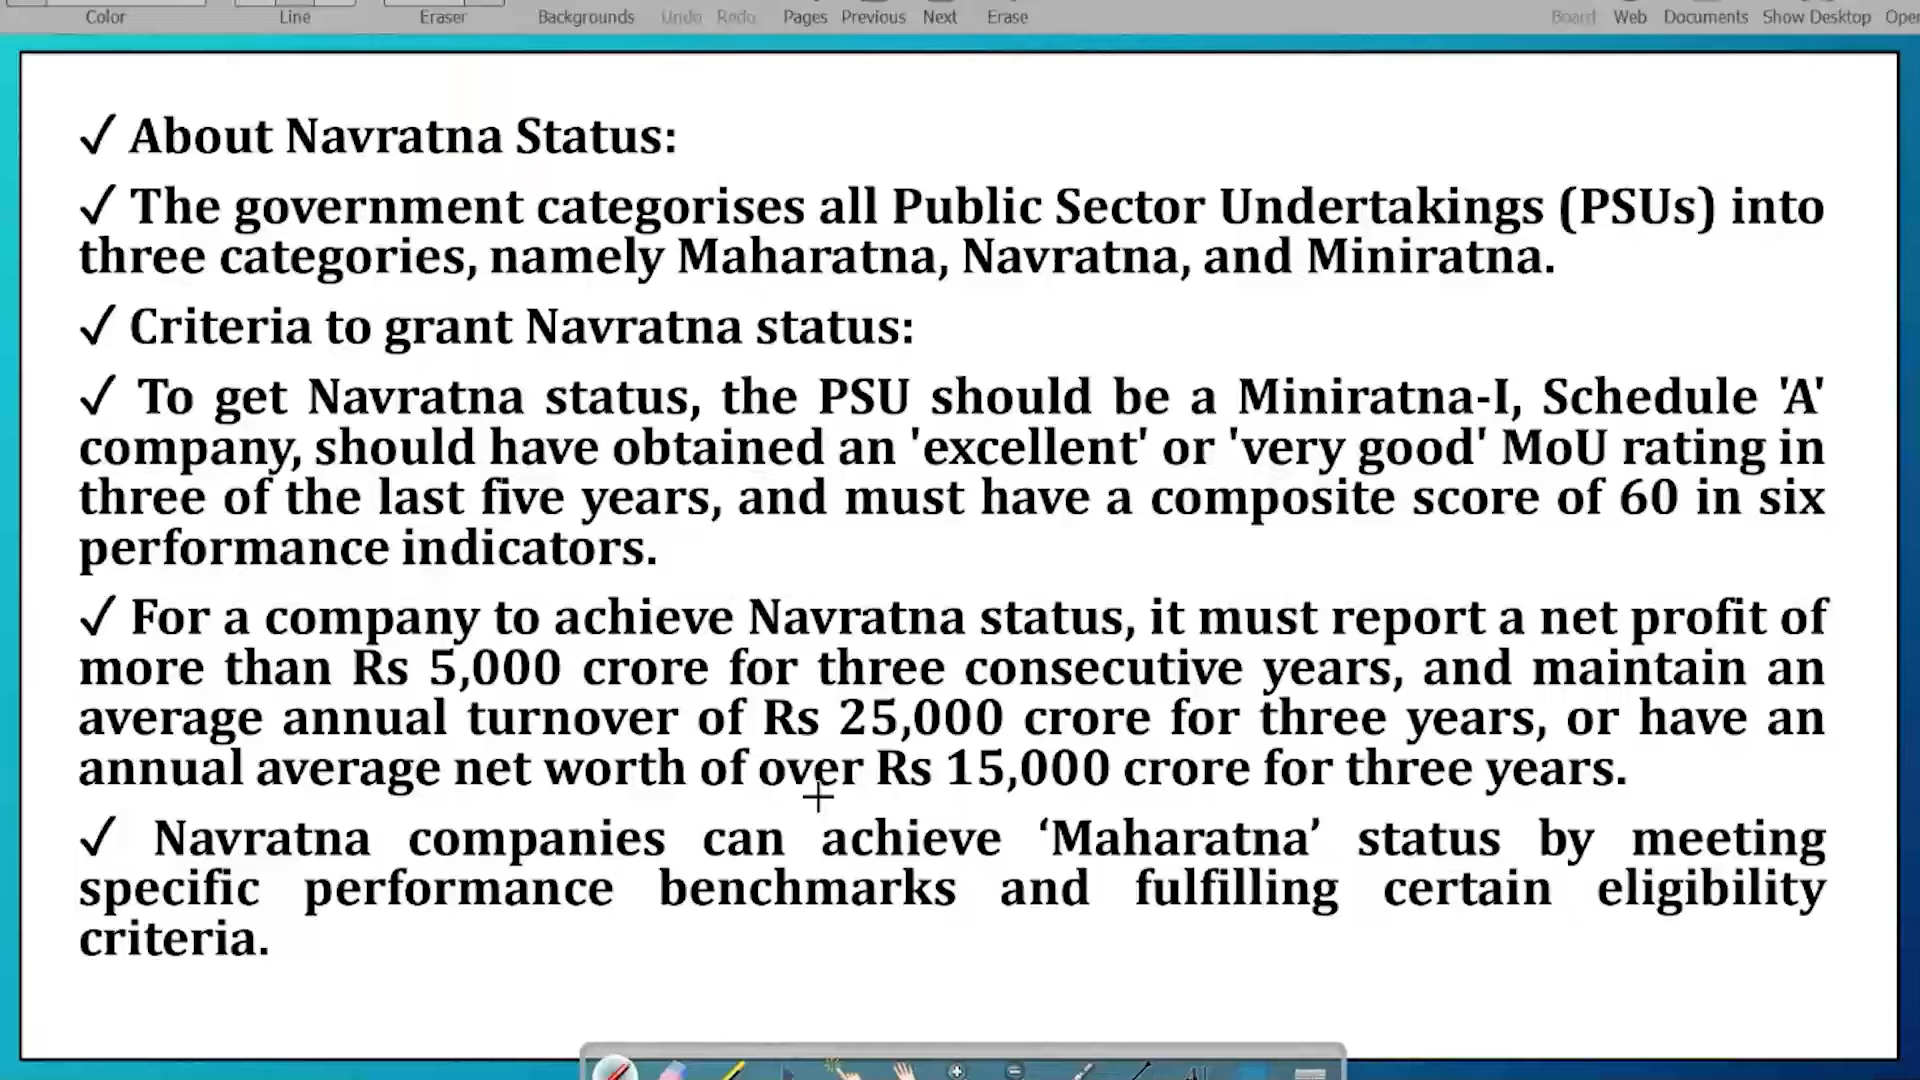 Color Line Eraser Backgrounds Undo Redo Pages Previous Next Erase Board Web Documents Show Desktop
✓ About Navratna Status:
✓ The government categorises all Public Sector Undertakings (PSUs) into
three categories, namely Maharatna, Navratna, and Miniratna.
✓ Criteria to grant Navratna status:
✓ To get Navratna status, the PSU should be a Miniratna-I, Schedule 'A'
company, should have obtained an 'excellent' or 'very good' MoU rating in
three of the last five years, and must have a composite score of 60 in six
performance indicators.
✓ For a company to achieve Navratna status, it must report a net profit of
more than Rs 5,000 crore for three consecutive years, and maintain an
average annual turnover of Rs 25,000 crore for three years, or have an
annual average net worth of over Rs 15,000 crore for three years.
✓ Navratna companies can achieve ‘Maharatna’ status by meeting
specific performance benchmarks and fulfilling certain eligibility
criteria.